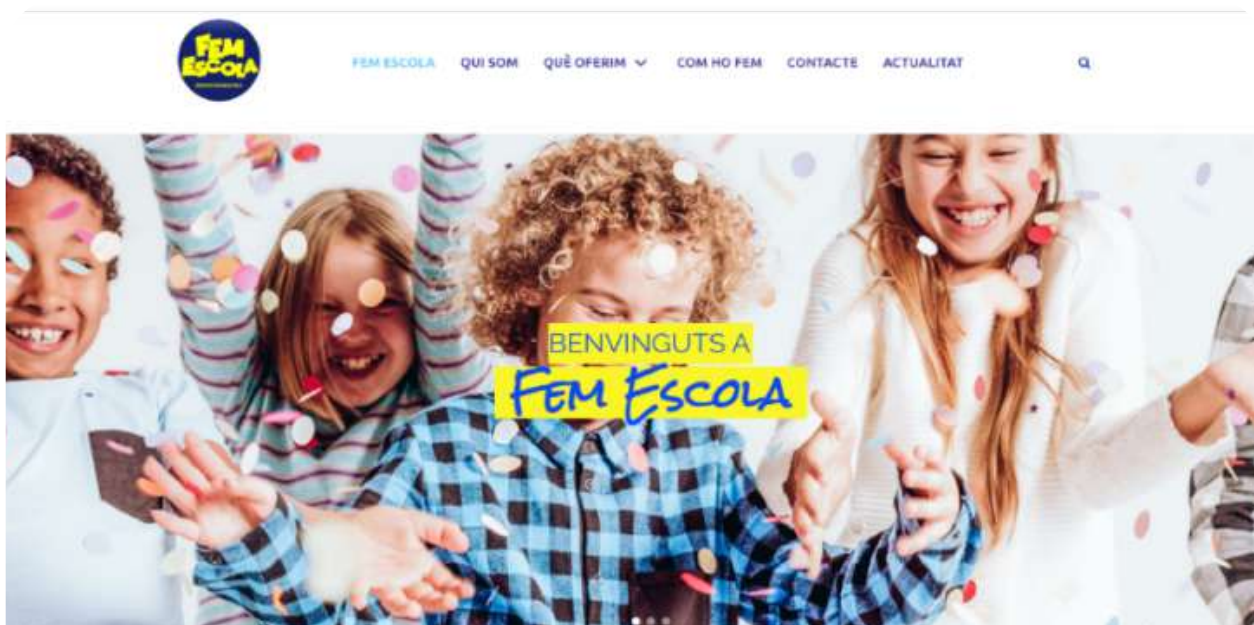 FEM
ESCOLA
FEM ESCOLA QUI SOM QUÈ OFERIM COM HO FEM CONTACTE ACTUALITAT
BENVINGUTS A
FEM ESCOLA